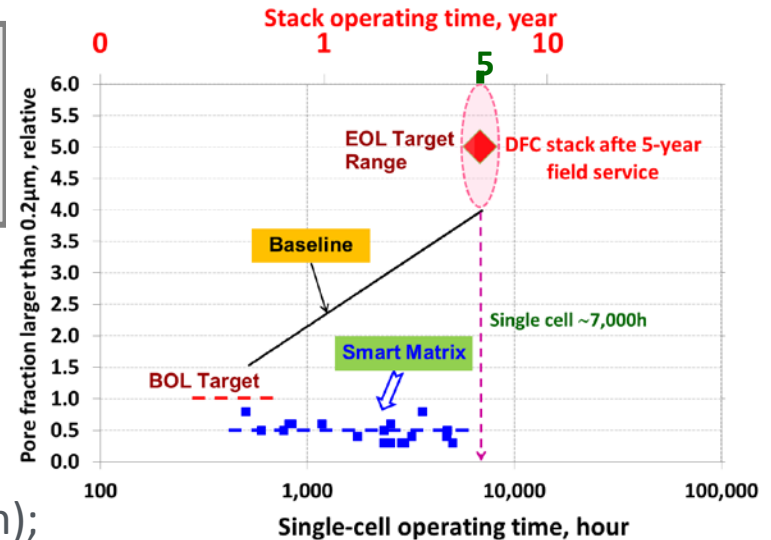 Stack operating time, year
0
1
10
5
Pore fraction larger than 0.2µm, relative
6.0
5.5
5.0
4.5
4.0
3.5
3.0
2.5
2.0
1.5
1.0
0.5
0.0
EOL Target
Range
DFC stack afte 5-year
field service
Baseline
Single cell ~7,000h
Smart Matrix
BOL Target
100
1,000
10,000
100,000
Single-cell operating time, hour
);